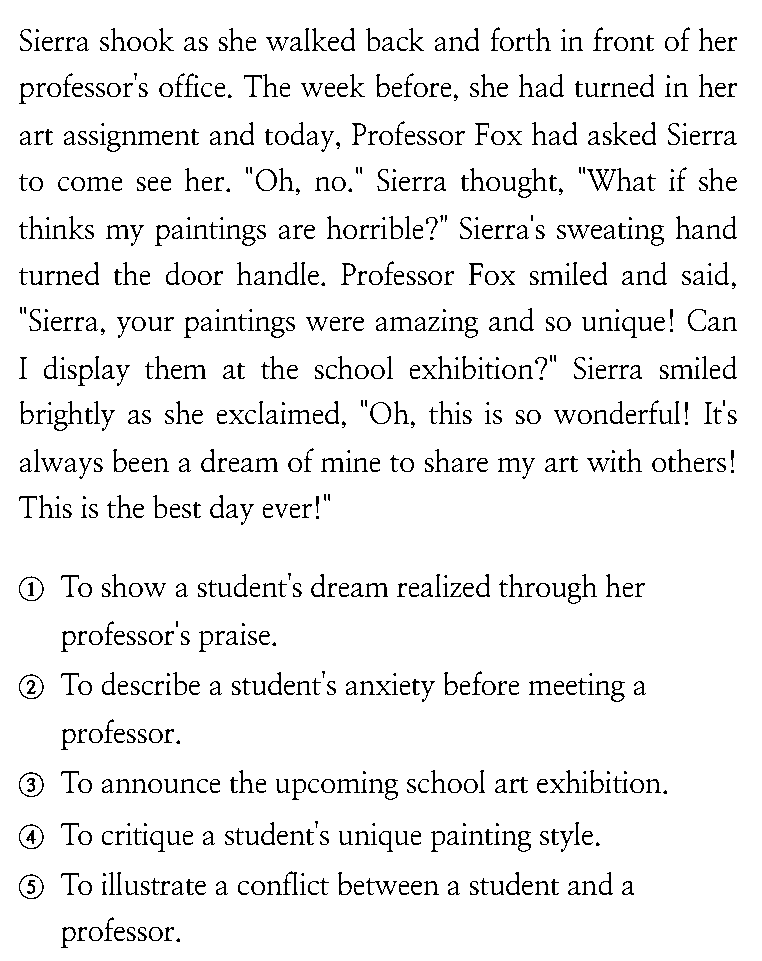 Sierra shook as she walked back and forth in front of her
professor's office. The week before, she had turned in her
art assignment and today, Professor Fox had asked Sierra
to come see her. "Oh, no." Sierra thought, "What if she
thinks my paintings are horrible?" Sierra's sweating hand
turned the door handle. Professor Fox smiled and said,
"Sierra, your paintings were amazing and so unique! Can
I display them at the school exhibition?" Sierra smiled
brightly as she exclaimed, "Oh, this is so wonderful! It's
always been a dream of mine to share my art with others!
This is the best day ever!"
① To show a student's dream realized through her
professor's praise.
② To describe a student's anxiety before meeting a
professor.
③ To announce the upcoming school art exhibition.
④ To critique a student's unique painting style.
⑤ To illustrate a conflict between a student and a
professor.